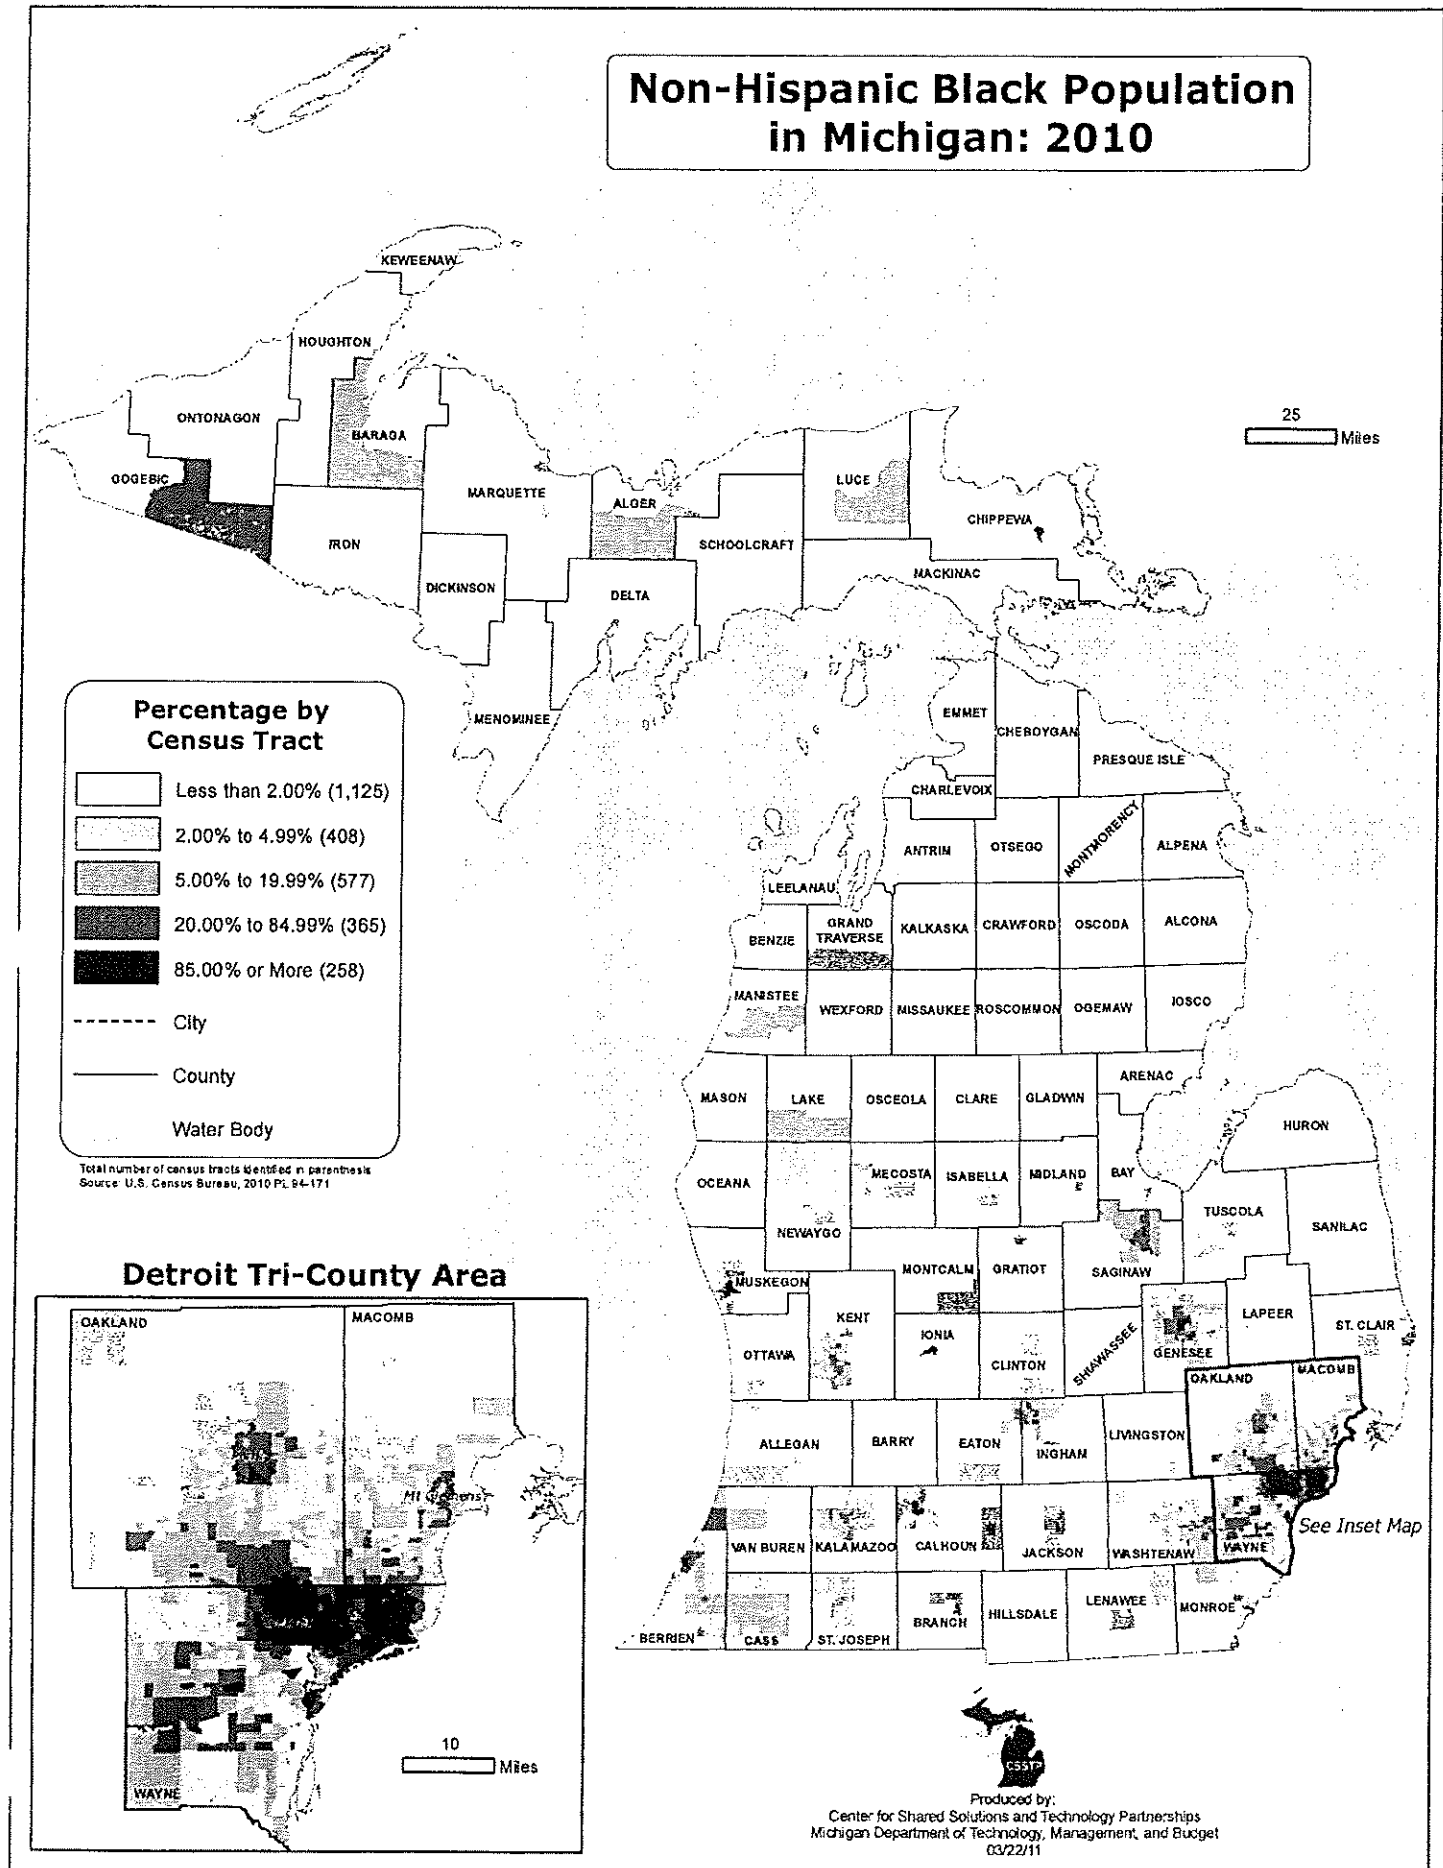 Non-Hispanic Black Population
in Michigan: 2010
KEWEENAW
HOUGHTON
ONTONAGON
BARAGA
GOGEBIC
MARQUETTE
ALGER
LUCE
CHIPPEWA
IRON
SCHOOLCRAFT
DICKINSON
DELTA
MACKINAC
MENOMINEE
25
Miles
Percentage by
Census Tract
Less than 2.00% (1,125)
2.00% to 4.99% (408)
5.00% to 19.99% (577)
20.00% to 84.99% (365)
85.00% or More (258)
City
County
Water Body
Total number of census tracts identified in parenthesis
Source: U.S. Census Bureau, 2010 PL 94-171
EMMET
CHEBOYGAN
PRESQUE ISLE
CHARLEVOIX
ANTRIM
OTSEGO
MONTMORENCY
ALPENA
LEELANAU
BENZIE
GRAND
TRAVERSE
KALKASKA
CRAWFORD
OSCODA
ALCONA
MANISTEE
WEXFORD
MISSAUKEE
ROSCOMMON
OGEMAW
IOSCO
MASON
LAKE
OSCEOLA
CLARE
GLADWIN
ARENAC
HURON
OCEANA
NEWAYGO
MECOSTA
ISABELLA
MIDLAND
BAY
TUSCOLA
SANILAC
MUSKEGON
MONTCALM
GRATIOT
SAGINAW
KENT
OTTAWA
IONIA
CLINTON
SHIAWASSEE
GENESEE
LAPEER
ST. CLAIR
OAKLAND
MACOMB
ALLEGAN
BARRY
EATON
INGHAM
LIVINGSTON
VAN BUREN
KALAMAZOO
CALHOUN
JACKSON
WASHTENAW
WAYNE
See Inset Map
BERRIEN
CASS
ST. JOSEPH
BRANCH
HILLSDALE
LENAWEE
MONROE
Detroit Tri-County Area
OAKLAND
MACOMB
Mt Clemens
WAYNE
10
Miles
CSSTP
Produced by:
Center for Shared Solutions and Technology Partnerships
Michigan Department of Technology, Management, and Budget
03/22/11